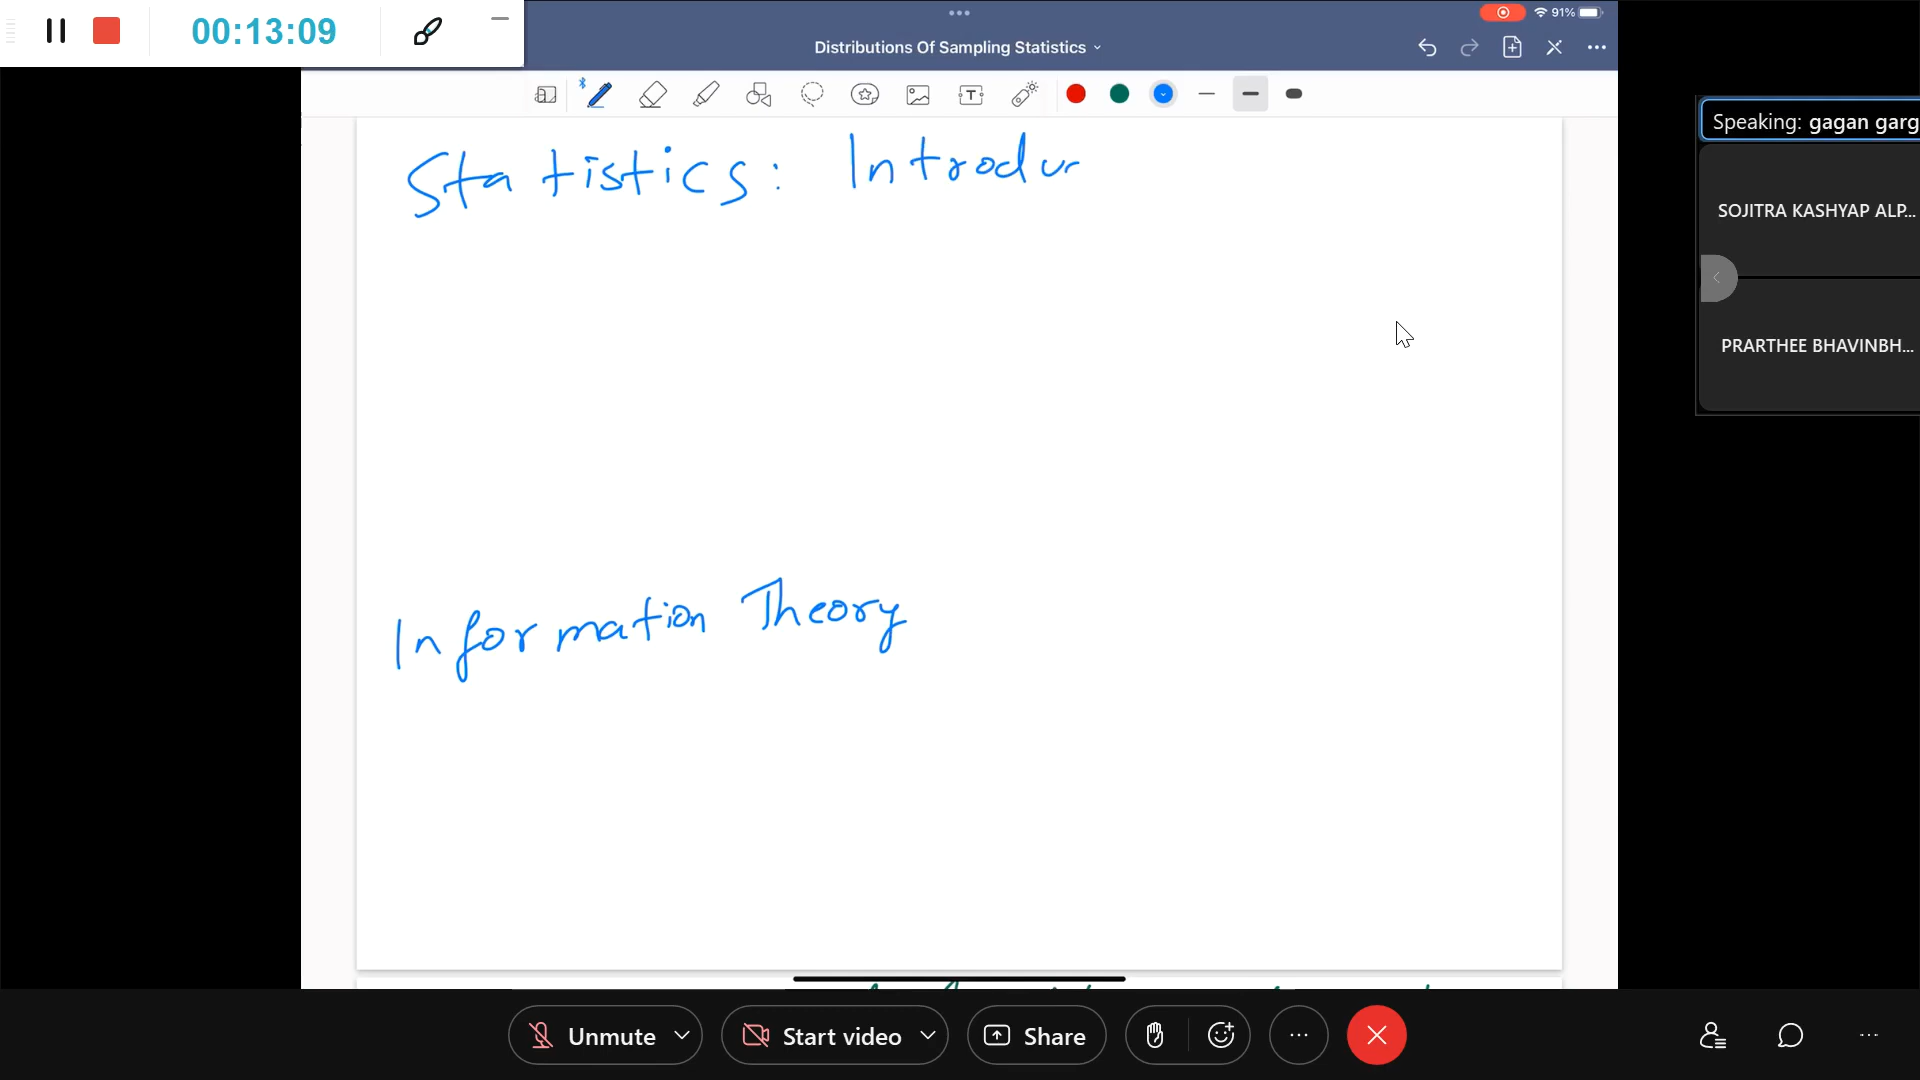 00:13:09
91%
Distributions Of Sampling Statistics
Speaking: gagan garg
Statistics: Introdu
SOJITRA KASHYAP ALP...
PRARTHEE BHAVINBH...
Information Theory
Unmute
Start video
Share